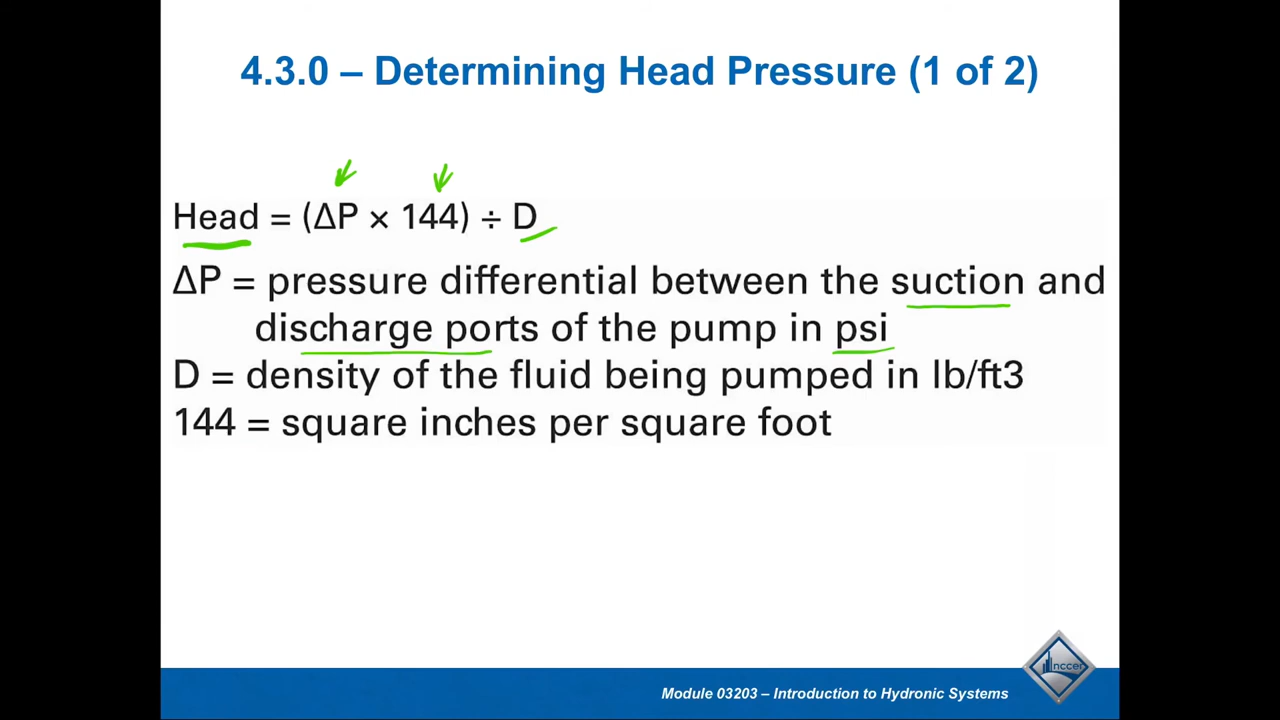 4.3.0 – Determining Head Pressure (1 of 2)
Head = (ΔP × 144) ÷ D
ΔP = pressure differential between the suction and
discharge ports of the pump in psi
D = density of the fluid being pumped in lb/ft3
144 = square inches per square foot
nccer
Module 03203 – Introduction to Hydronic Systems